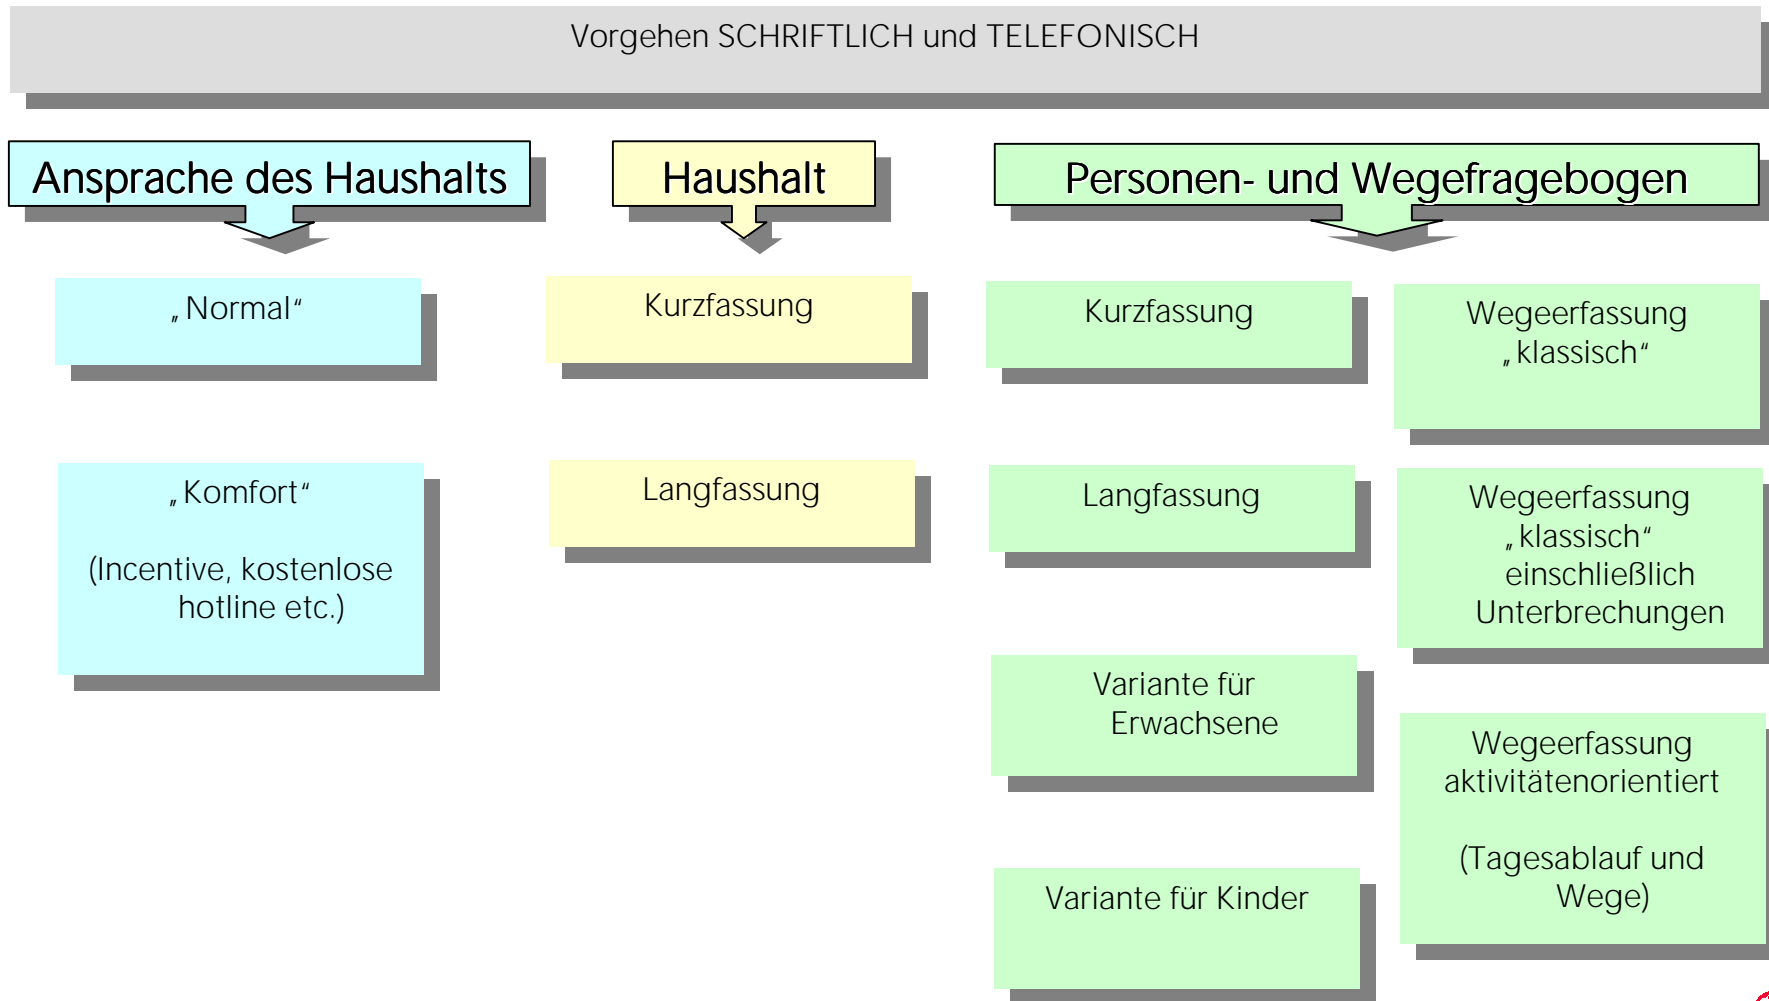 Vorgehen SCHRIFTLICH und TELEFONISCH
Ansprache des Haushalts
„Normal“
„Komfort“
(Incentive, kostenlose
hotline etc.)
Haushalt
Kurzfassung
Langfassung
Personen- und Wegefragebogen
Kurzfassung
Langfassung
Variante für
Erwachsene
Variante für Kinder
Wegeerfassung
„klassisch“
Wegeerfassung
„klassisch“
einschließlich
Unterbrechungen
Wegeerfassung
aktivitätenorientiert
(Tagesablauf und
Wege)